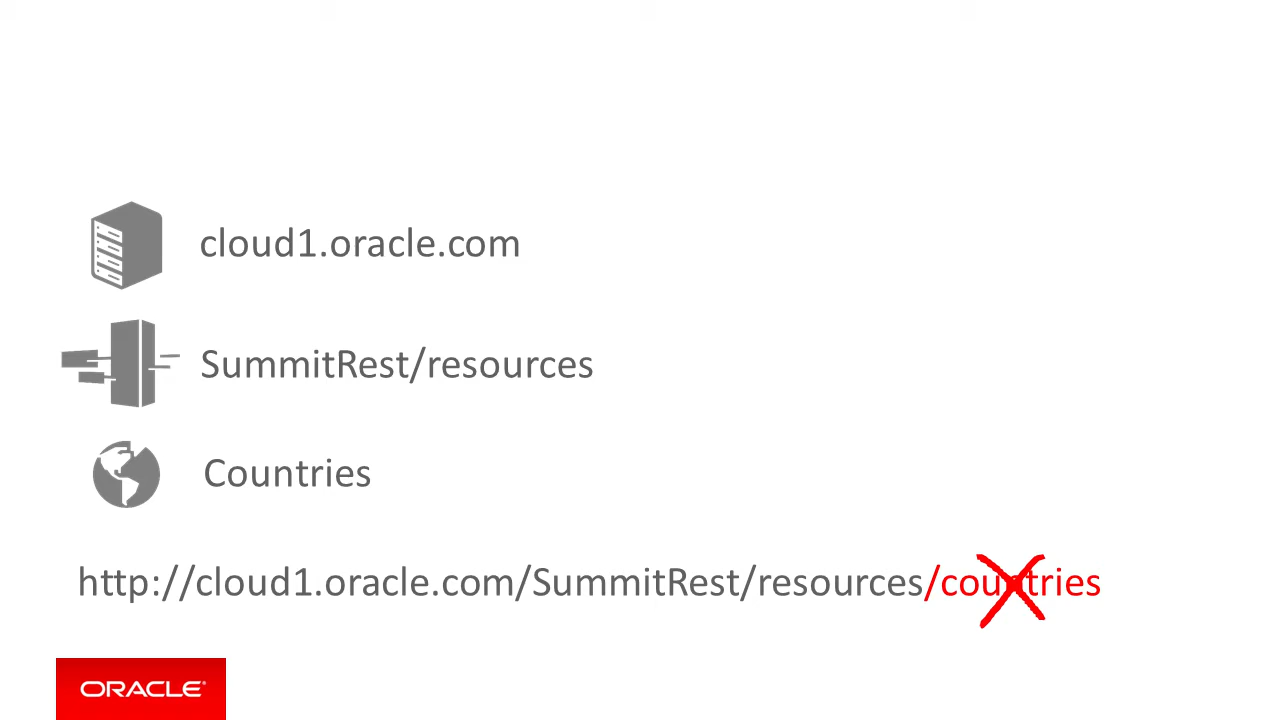 cloud1.oracle.com
SummitRest/resources
Countries
http://cloud1.oracle.com/SummitRest/resources/countries
ORACLE®